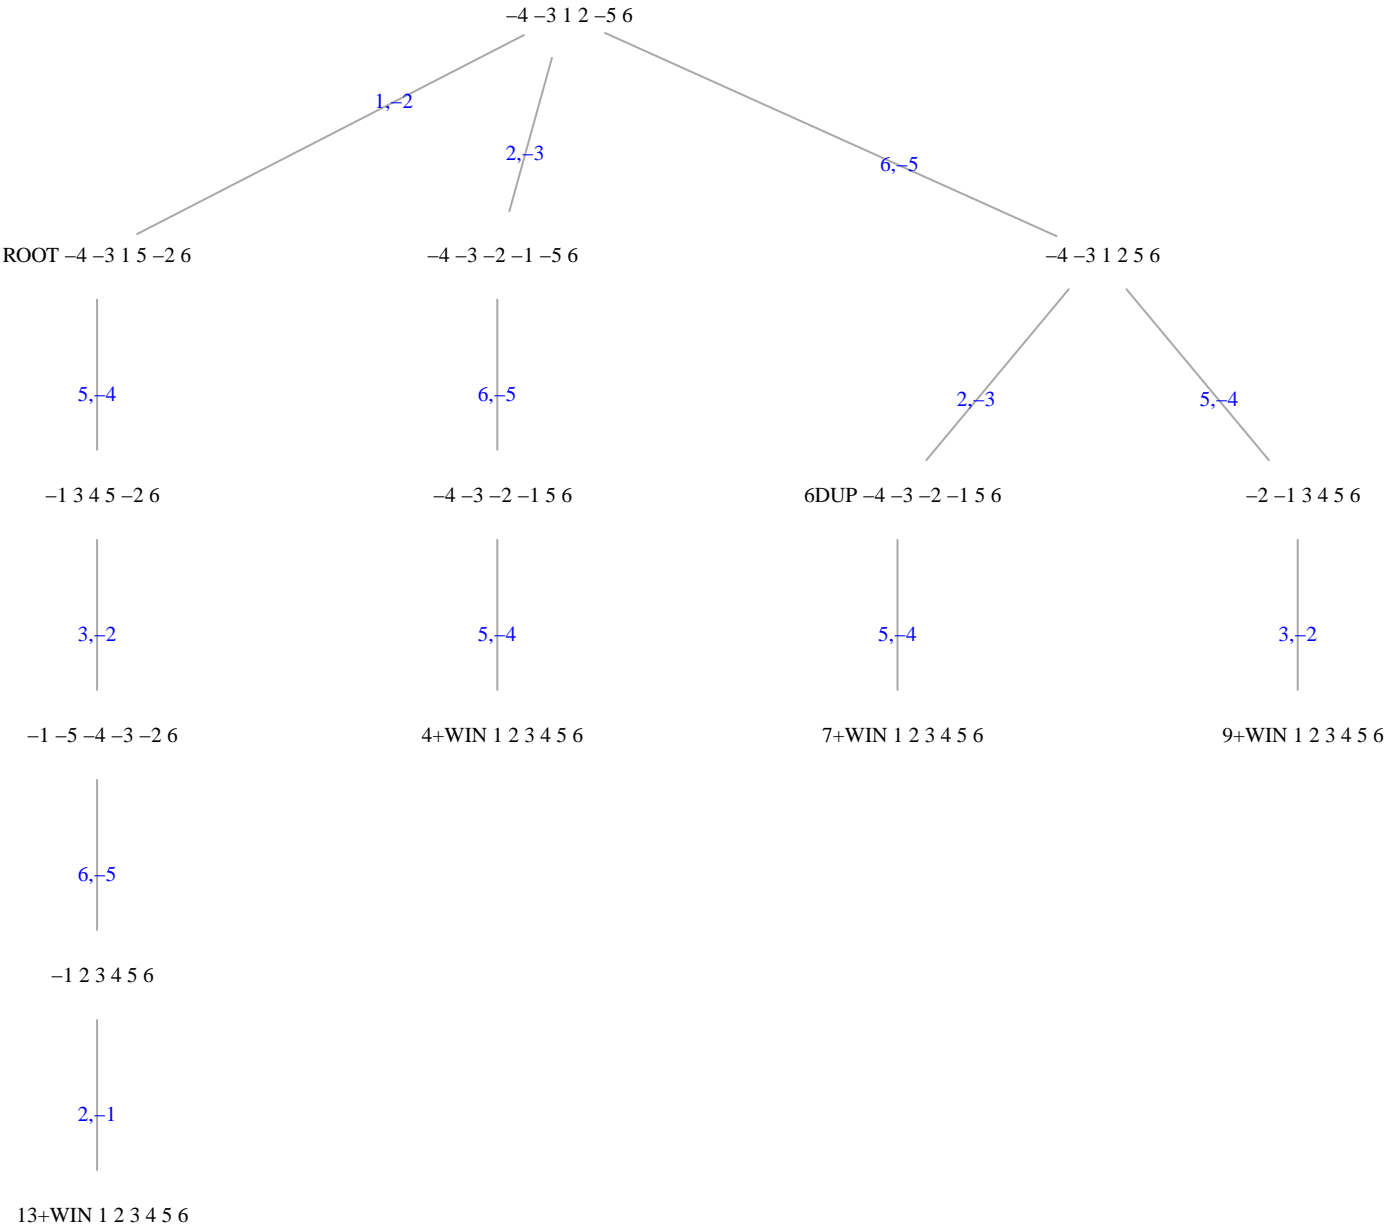 –4 –3 1 2 –5 6
1,–2
2,–3
6,–5
ROOT –4 –3 1 5 –2 6
–4 –3 –2 –1 –5 6
–4 –3 1 2 5 6
5,–4
6,–5
2,–3
5,–4
–1 3 4 5 –2 6
–4 –3 –2 –1 5 6
6DUP –4 –3 –2 –1 5 6
–2 –1 3 4 5 6
3,–2
5,–4
5,–4
3,–2
–1 –5 –4 –3 –2 6
4+WIN 1 2 3 4 5 6
7+WIN 1 2 3 4 5 6
9+WIN 1 2 3 4 5 6
6,–5
–1 2 3 4 5 6
2,–1
13+WIN 1 2 3 4 5 6